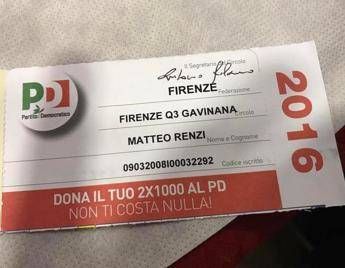 Il Segretario di Circolo
PD
Partito Democratico
FIRENZE
Federazione
FIRENZE Q3 GAVINANA
Circolo
MATTEO RENZI
Nome e Cognome
09032008I00032292
Codice iscritto
2016
DONA IL TUO 2X1000 AL PD
NON TI COSTA NULLA!